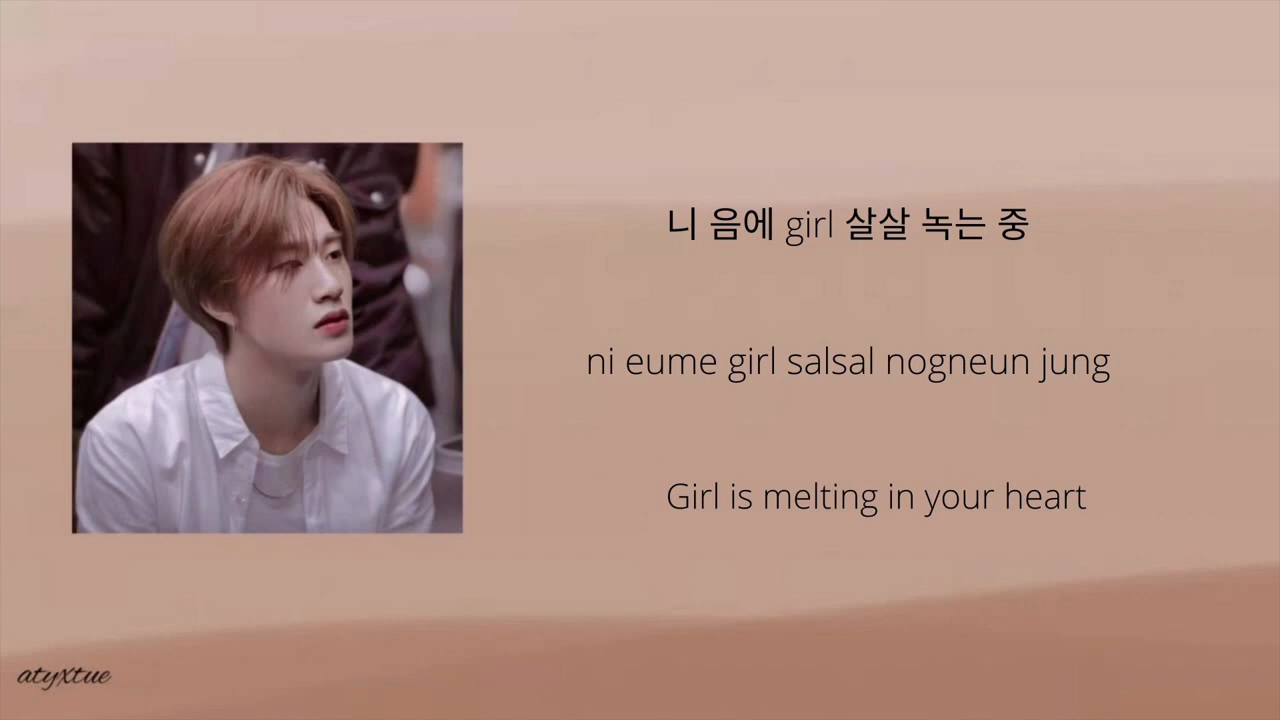 니 음에 girl 살살 녹는 중
ni eume girl salsal nogneun jung
Girl is melting in your heart
atyxtue